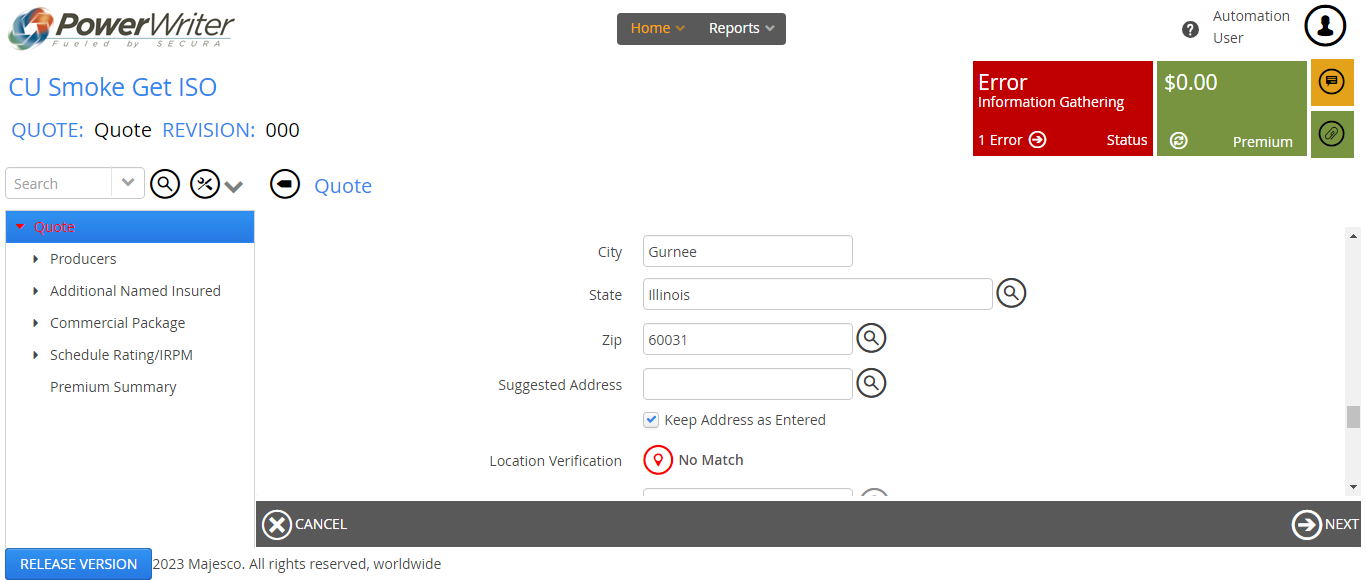 PowerWriter
Fueled by SECURA
Home
Reports
Automation
User
CU Smoke Get ISO
QUOTE: Quote REVISION: 000
Error
Information Gathering
1 Error
Status
$0.00
Premium
Search
Quote
Quote
Producers
Additional Named Insured
Commercial Package
Schedule Rating/IRPM
Premium Summary
City
Gurnee
State
Illinois
Zip
60031
Suggested Address
Keep Address as Entered
Location Verification
No Match
CANCEL
NEXT
RELEASE VERSION
2023 Majesco. All rights reserved, worldwide